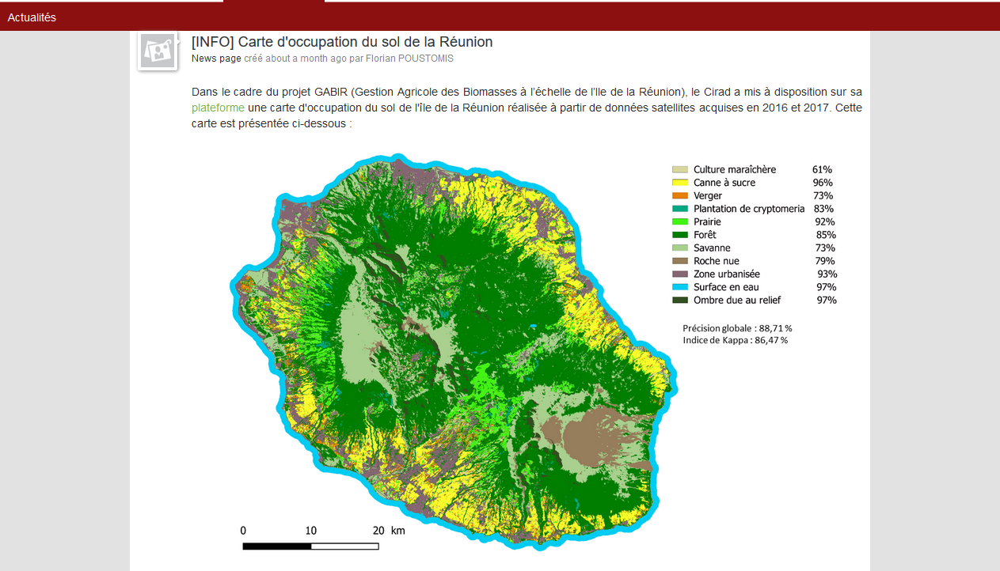 Actualités
[INFO] Carte d'occupation du sol de la Réunion
News page créé about a month ago par Florian POUSTOMIS
Dans le cadre du projet GABIR (Gestion Agricole des Biomasses à l'échelle de l'Ile de la Réunion), le Cirad a mis à disposition sur sa
plateforme une carte d'occupation du sol de l'île de la Réunion réalisée à partir de données satellites acquises en 2016 et 2017. Cette
carte est présentée ci-dessous :
Culture maraîchère 61%
Canne à sucre 96%
Verger 73%
Plantation de cryptomeria 83%
Prairie 92%
Forêt 85%
Savanne 73%
Roche nue 79%
Zone urbanisée 93%
Surface en eau 97%
Ombre due au relief 97%
Précision globale : 88,71 %
Indice de Kappa : 86,47 %
0 10 20 km